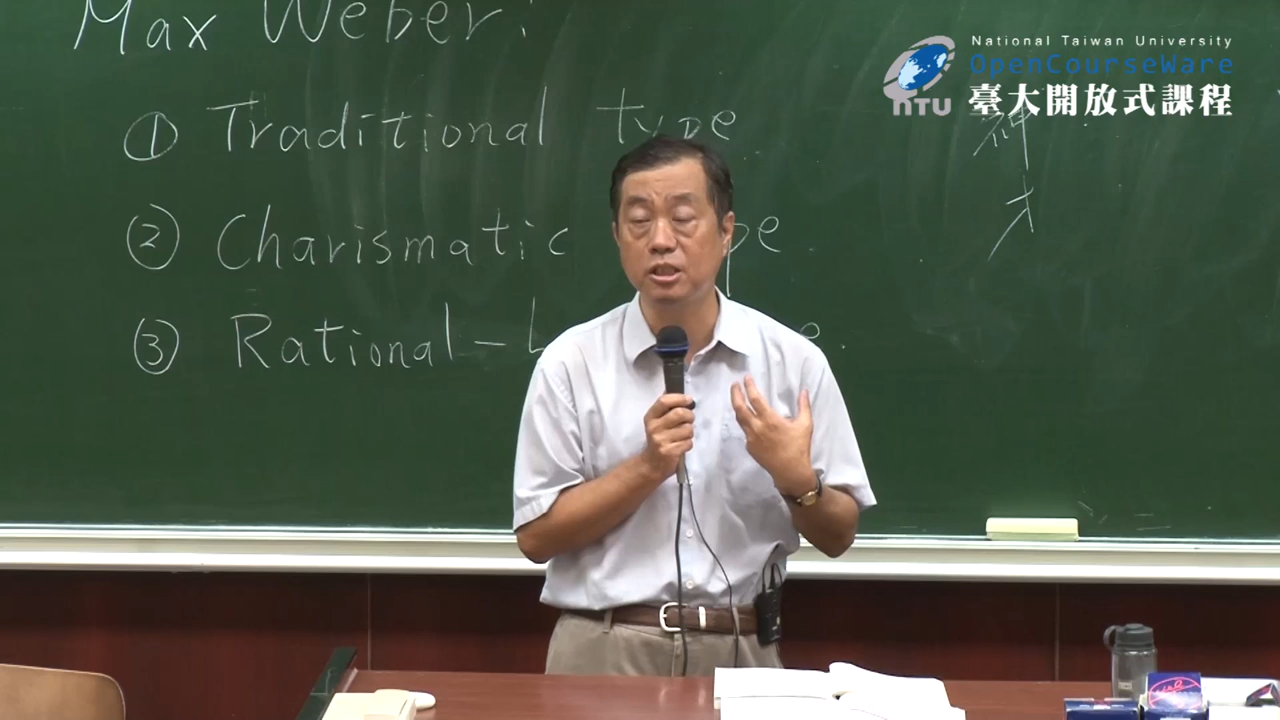 Max Weber:
① Traditional type
② Charismatic
③ Rational-
National Taiwan University
OpenCourseWare
臺大開放式課程
NTU